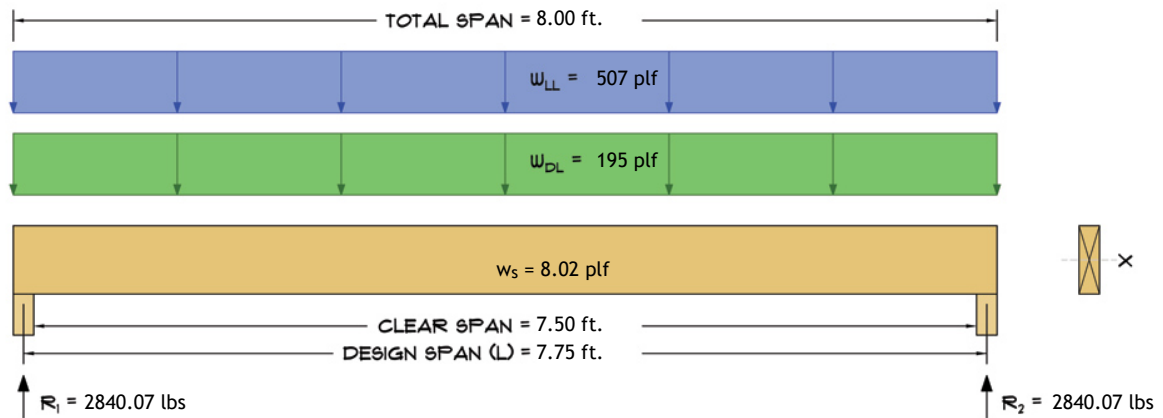 TOTAL SPAN = 8.00 ft.
WLL = 507 plf
WDL = 195 plf
ws = 8.02 plf
X
CLEAR SPAN = 7.50 ft.
DESIGN SPAN (L) = 7.75 ft.
R1 = 2840.07 lbs
R2 = 2840.07 lbs